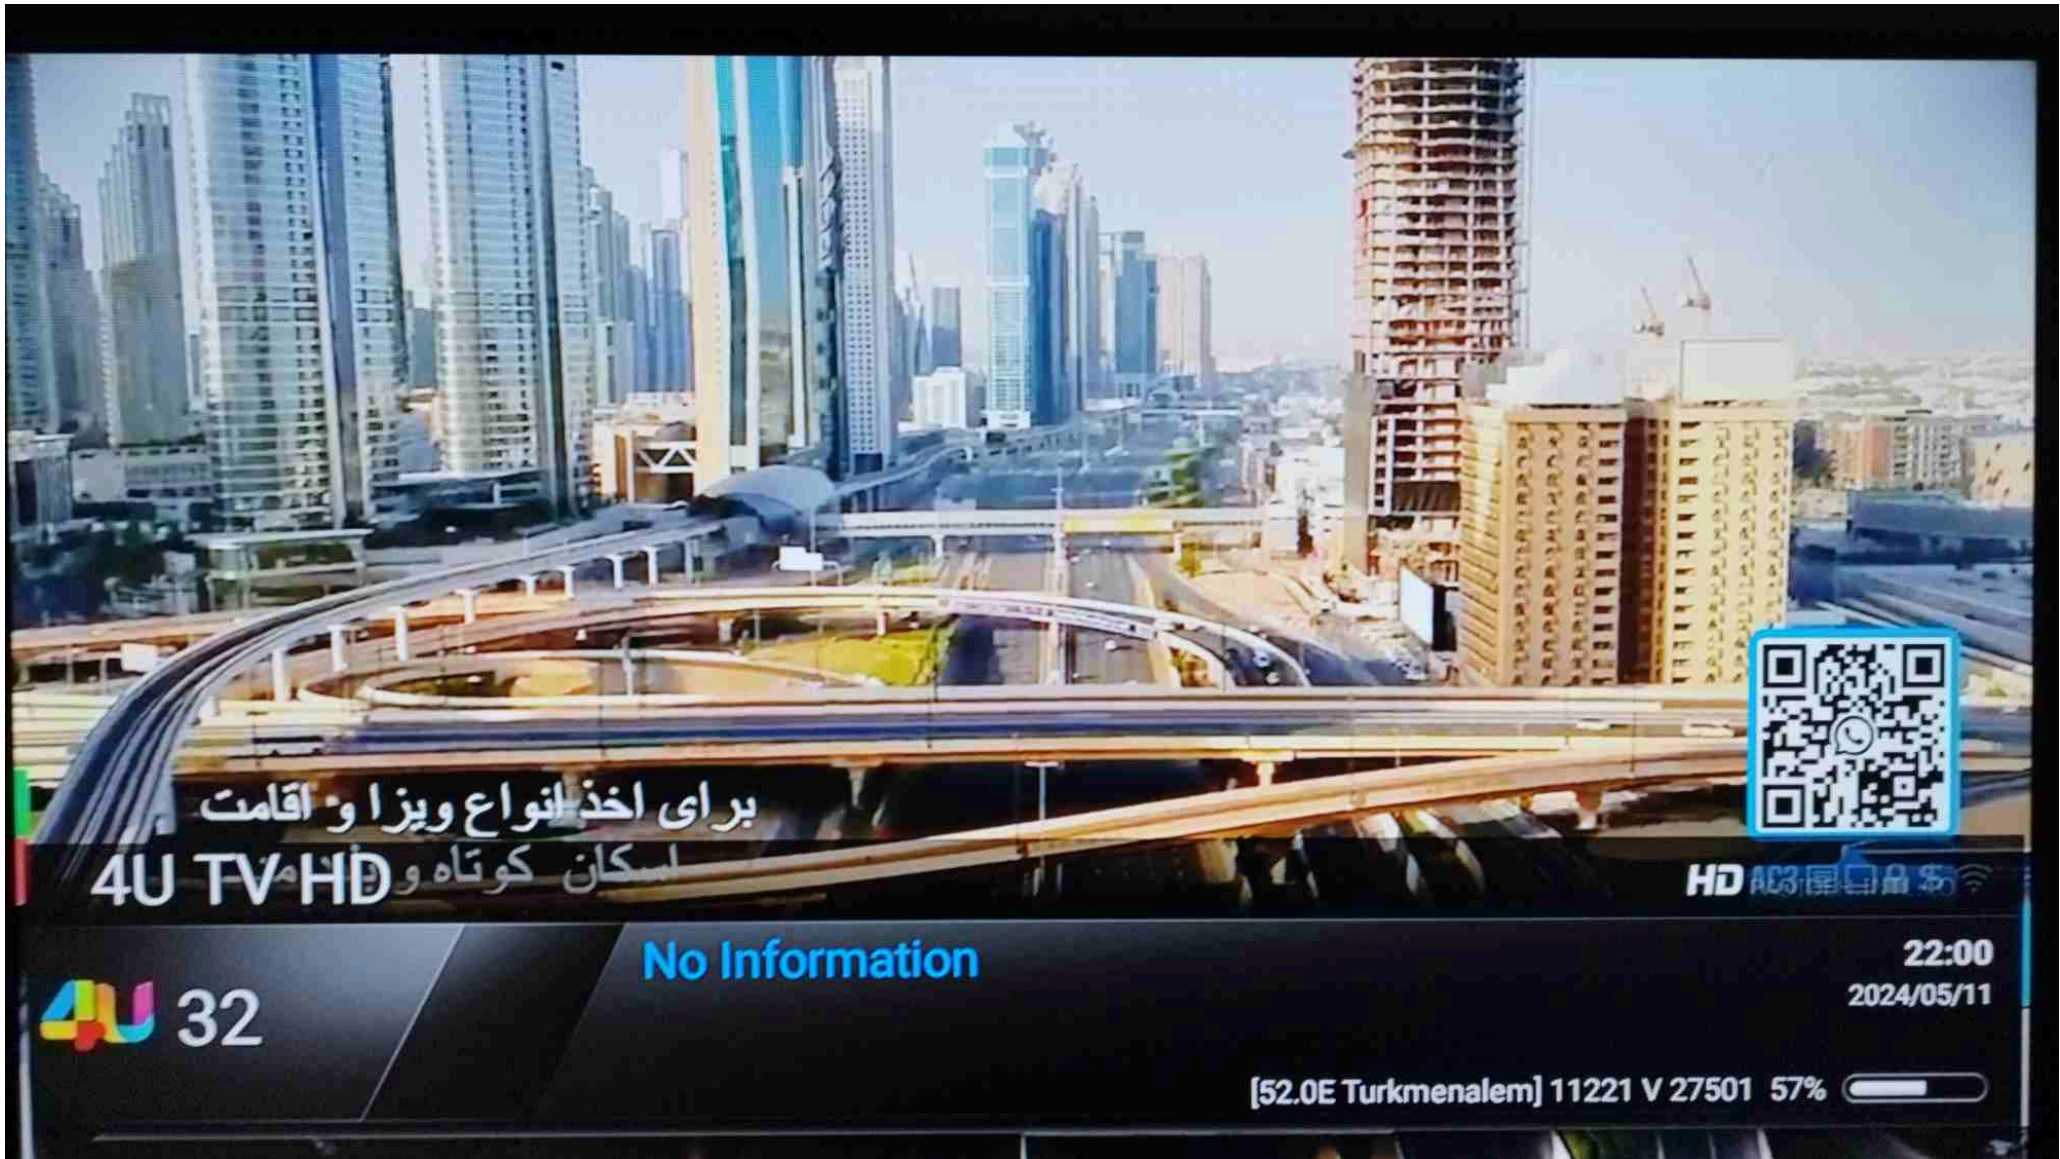 برای اخذ انواع ویزا و اقامت
اسکان کوتاه و
4U TV HD
HD AC3
4U 32
No Information
22:00
2024/05/11
[52.0E Turkmenalem] 11221 V 27501 57%